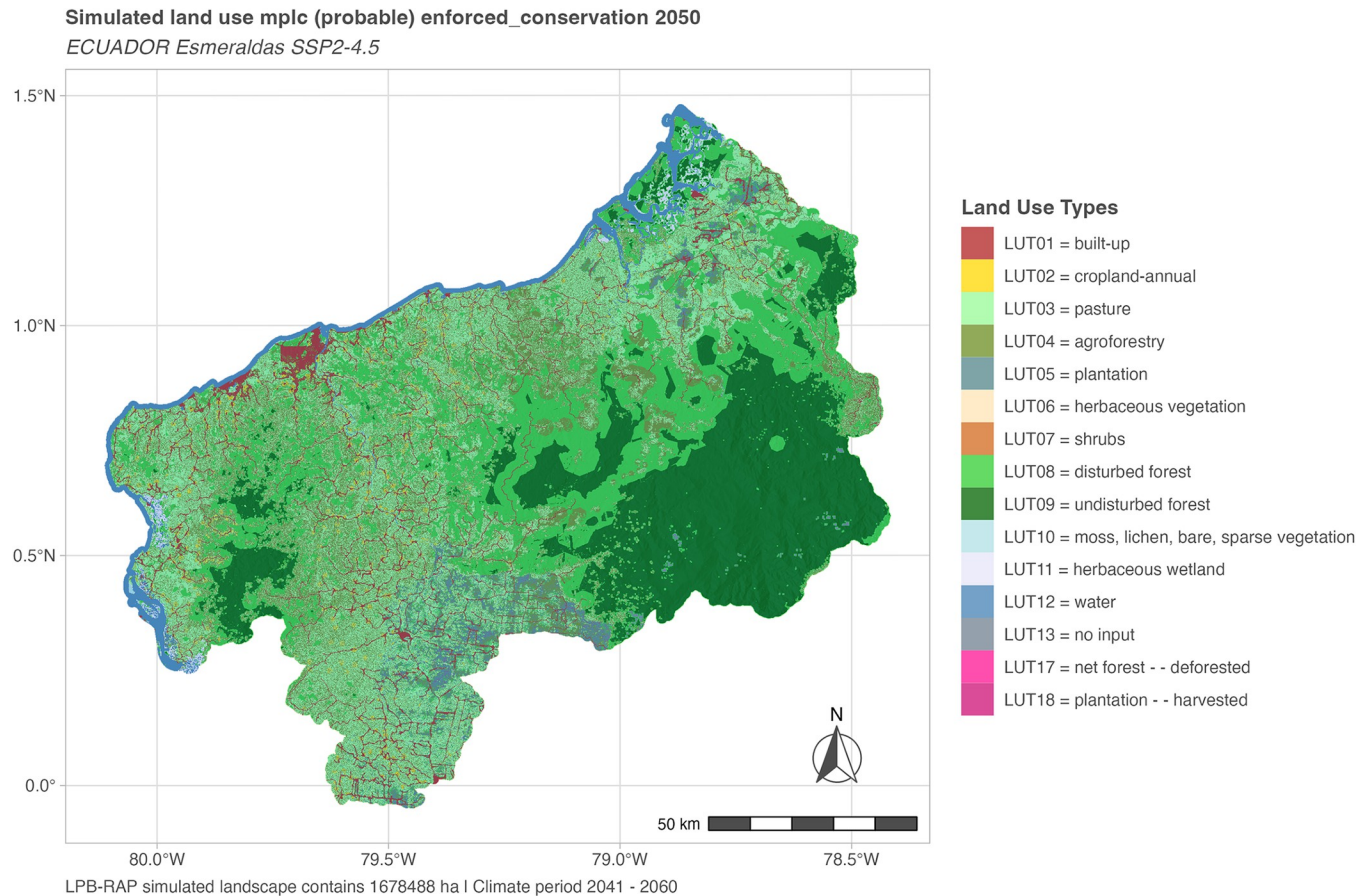 Simulated land use mplc (probable) enforced_conservation 2050
ECUADOR Esmeraldas SSP2-4.5
1.5°N
1.0°N
0.5°N
0.0°
80.0°W
79.5°W
79.0°W
78.5°W
N
50 km
Land Use Types
LUT01 = built-up
LUT02 = cropland-annual
LUT03 = pasture
LUT04 = agroforestry
LUT05 = plantation
LUT06 = herbaceous vegetation
LUT07 = shrubs
LUT08 = disturbed forest
LUT09 = undisturbed forest
LUT10 = moss, lichen, bare, sparse vegetation
LUT11 = herbaceous wetland
LUT12 = water
LUT13 = no input
LUT17 = net forest - - deforested
LUT18 = plantation - - harvested
LPB-RAP simulated landscape contains 1678488 ha I Climate period 2041 - 2060